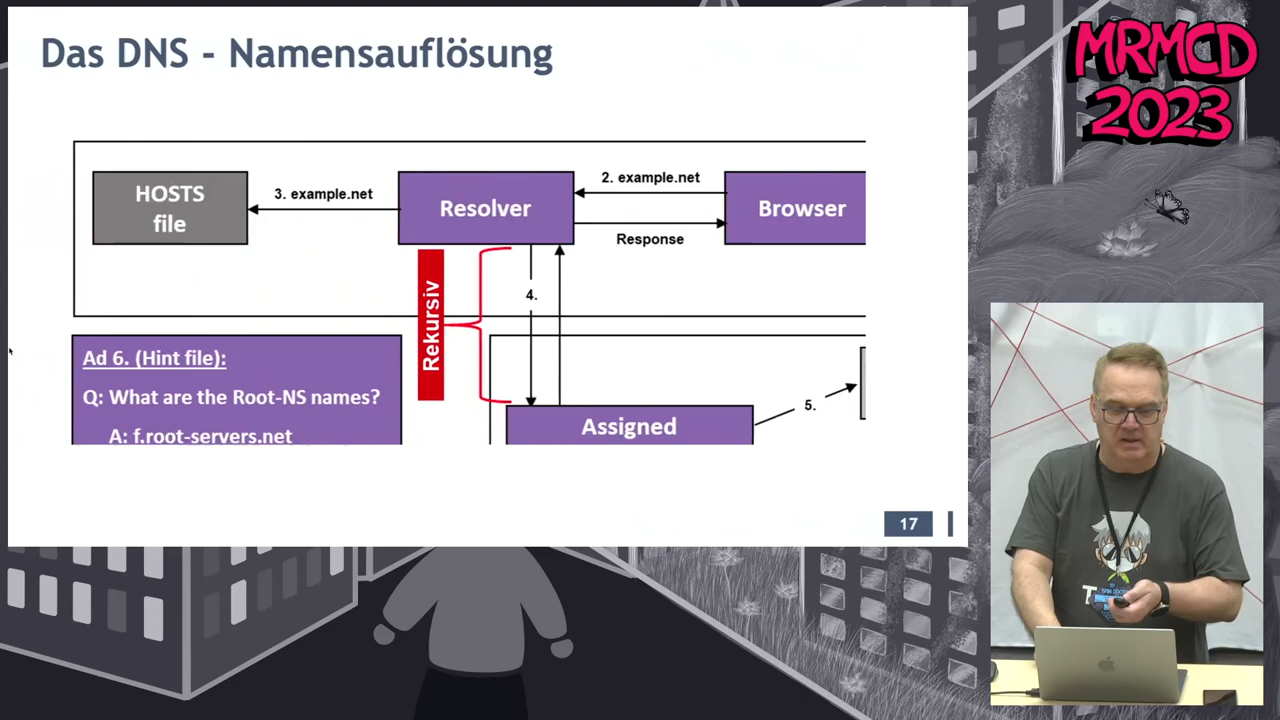 Das DNS - Namensauflösung
MRMCD
2023
HOSTS
file
3. example.net
Resolver
2. example.net
Response
Browser
Rekursiv
4.
Ad 6. (Hint file):
Q: What are the Root-NS names?
A: f.root-servers.net
Assigned
5.
17